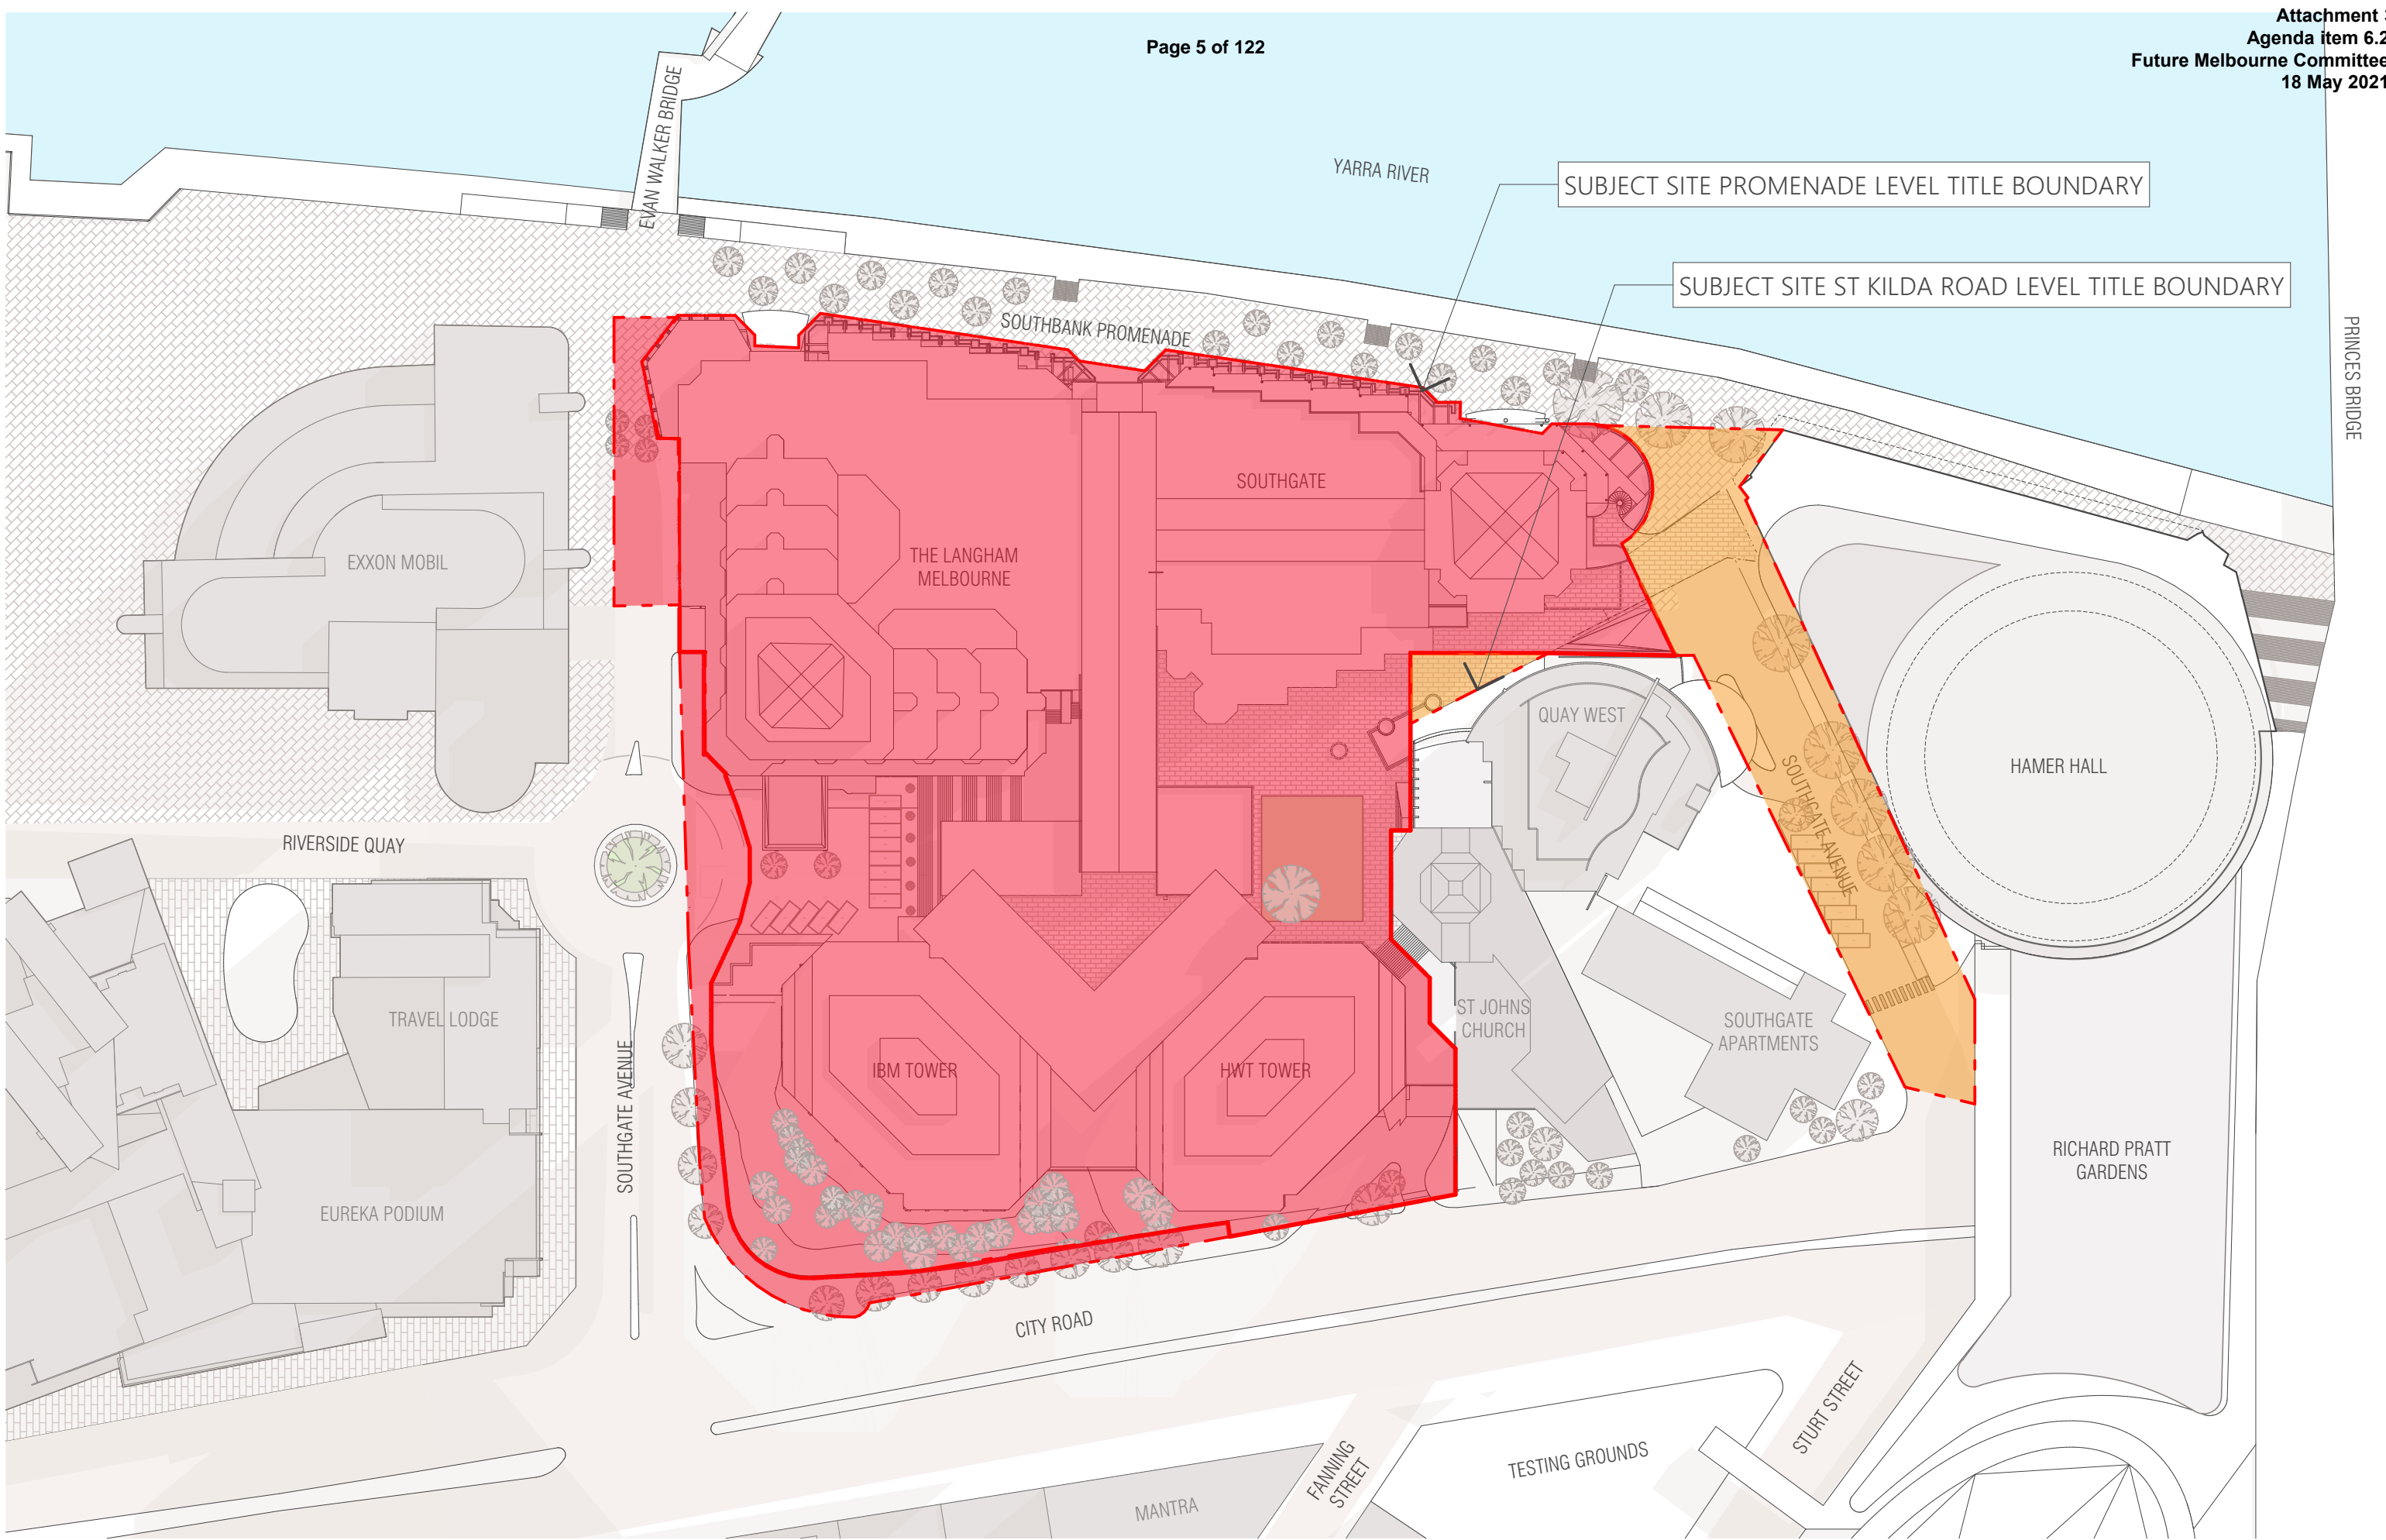 Page 5 of 122
Attachment
Agenda item 6.2
Future Melbourne Committee
18 May 2021
EVAN WALKER BRIDGE
YARRA RIVER
SUBJECT SITE PROMENADE LEVEL TITLE BOUNDARY
SUBJECT SITE ST KILDA ROAD LEVEL TITLE BOUNDARY
PRINCES BRIDGE
SOUTHBANK PROMENADE
SOUTHGATE
EXXON MOBIL
THE LANGHAM
MELBOURNE
QUAY WEST
HAMER HALL
SOUTHGATE AVENUE
RIVERSIDE QUAY
TRAVEL LODGE
ST JOHNS
CHURCH
SOUTHGATE
APARTMENTS
IBM TOWER
HWT TOWER
SOUTHGATE AVENUE
RICHARD PRATT
GARDENS
EUREKA PODIUM
CITY ROAD
STURT STREET
FANNING
STREET
TESTING GROUNDS
MANTRA